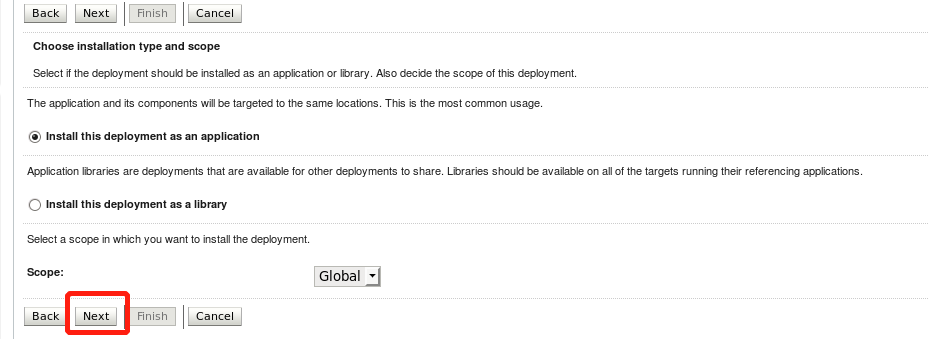 Back Next Finish Cancel
Choose installation type and scope
Select if the deployment should be installed as an application or library. Also decide the scope of this deployment.
The application and its components will be targeted to the same locations. This is the most common usage.
Install this deployment as an application
Application libraries are deployments that are available for other deployments to share. Libraries should be available on all of the targets running their referencing applications.
Install this deployment as a library
Select a scope in which you want to install the deployment.
Scope: Global
Back Next Finish Cancel